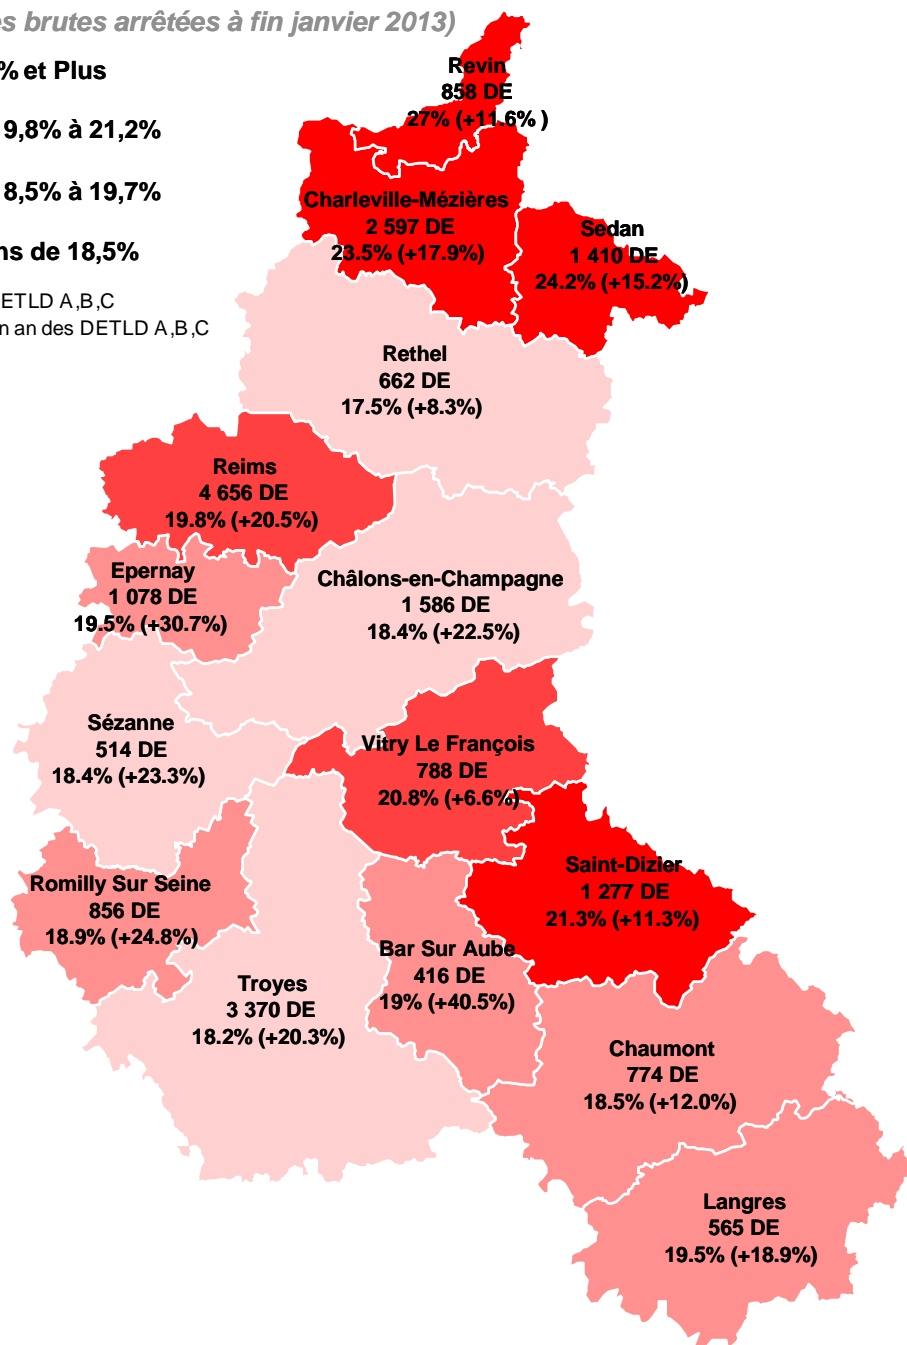 es brutes arrêtées à fin janvier 2013)
% et Plus
9,8% à 21,2%
8,5% à 19,7%
ns de 18,5%
ETLD A,B,C
n an des DETLD A,B,C
Revin
858 DE
27% (+11.6% )
Charleville-Mézières
2 597 DE
23.5% (+17.9%)
Sedan
1 410 DE
24.2% (+15.2%)
Rethel
662 DE
17.5% (+8.3%)
Reims
4 656 DE
19.8% (+20.5%)
Epernay
1 078 DE
19.5% (+30.7%)
Châlons-en-Champagne
1 586 DE
18.4% (+22.5%)
Sézanne
514 DE
18.4% (+23.3%)
Vitry Le François
788 DE
20.8% (+6.6%)
Saint-Dizier
1 277 DE
21.3% (+11.3%)
Romilly Sur Seine
856 DE
18.9% (+24.8%)
Bar Sur Aube
416 DE
19% (+40.5%)
Troyes
3 370 DE
18.2% (+20.3%)
Chaumont
774 DE
18.5% (+12.0%)
Langres
565 DE
19.5% (+18.9%)